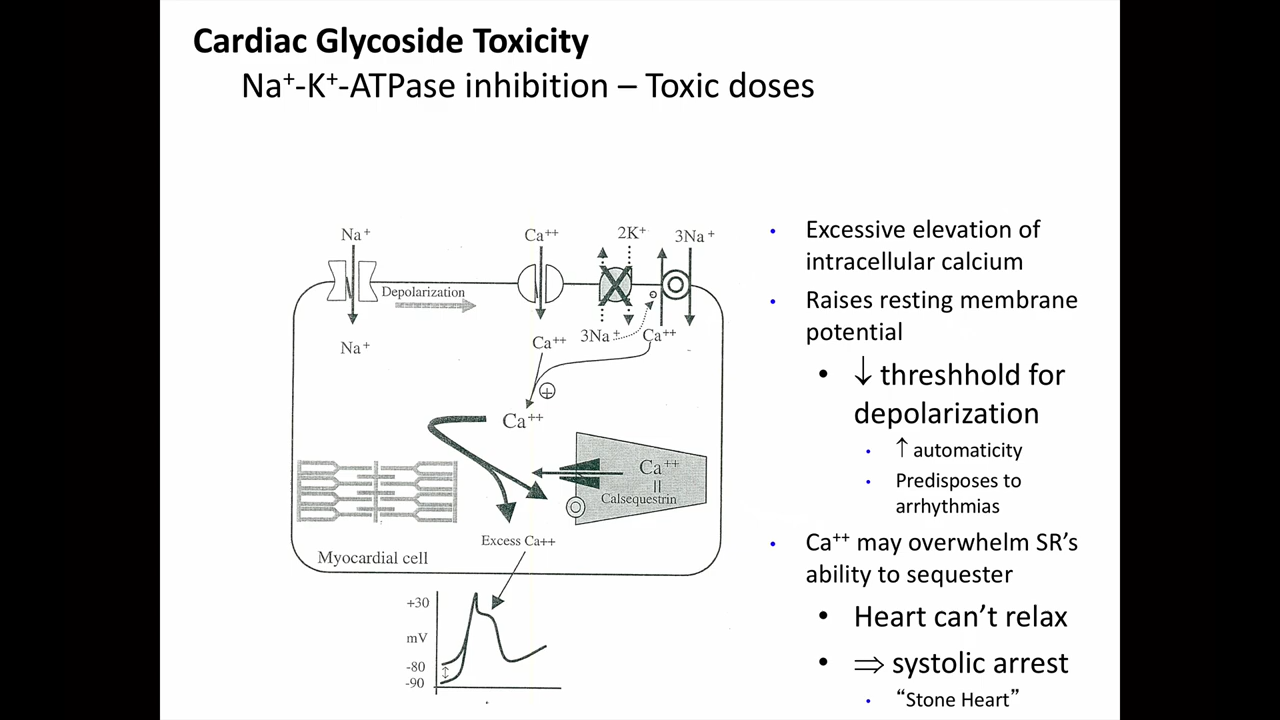 Cardiac Glycoside Toxicity
Na⁺-K⁺-ATPase inhibition – Toxic doses
Na⁺
Ca⁺⁺
2K⁺
3Na⁺
Depolarization
Na⁺
Ca⁺⁺
3Na⁺
Ca⁺⁺
+
Ca⁺⁺
Ca⁺⁺
Calsequestrin
Excess Ca++
Myocardial cell
+30
mV
-80
-90
• Excessive elevation of
intracellular calcium
• Raises resting membrane
potential
• ↓ threshhold for
depolarization
• ↑ automaticity
• Predisposes to
arrhythmias
• Ca⁺⁺ may overwhelm SR’s
ability to sequester
• Heart can’t relax
• ⇒ systolic arrest
• “Stone Heart”